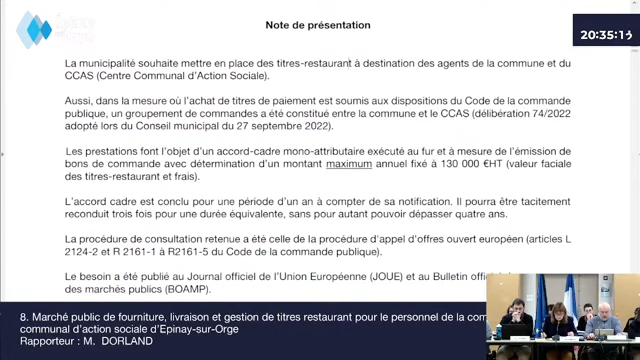 Note de présentation
20:35:16
La municipalité souhaite mettre en place des titres-restaurant à destination des agents de la commune et du
CCAS (Centre Communal d'Action Sociale).
Aussi, dans la mesure où l'achat de titres de paiement est soumis aux dispositions du Code de la commande
publique, un groupement de commandes a été constitué entre la commune et le CCAS (délibération 74/2022
adopté lors du Conseil municipal du 27 septembre 2022).
Les prestations font l'objet d'un accord-cadre mono-attributaire exécuté au fur et à mesure de l'émission de
bons de commande avec détermination d'un montant maximum annuel fixé à 130 000 €HT (valeur faciale
des titres-restaurant et frais).
L'accord cadre est conclu pour une période d'un an à compter de sa notification. Il pourra être tacitement
reconduit trois fois pour une durée équivalente, sans pour autant pouvoir dépasser quatre ans.
La procédure de consultation retenue a été celle de la procédure d'appel d'offres ouvert européen (articles L
2124-2 et R 2161-1 à R2161-5 du Code de la commande publique).
Le besoin a été publié au Journal officiel de l'Union Européenne (JOUE) et au Bulletin
des marchés publics (BOAMP).
8. Marché public de fourniture, livraison et gestion de titres restaurant pour le personnel de la
communal d'action sociale d'Epinay-sur-Orge
Rapporteur : M. DORLAND